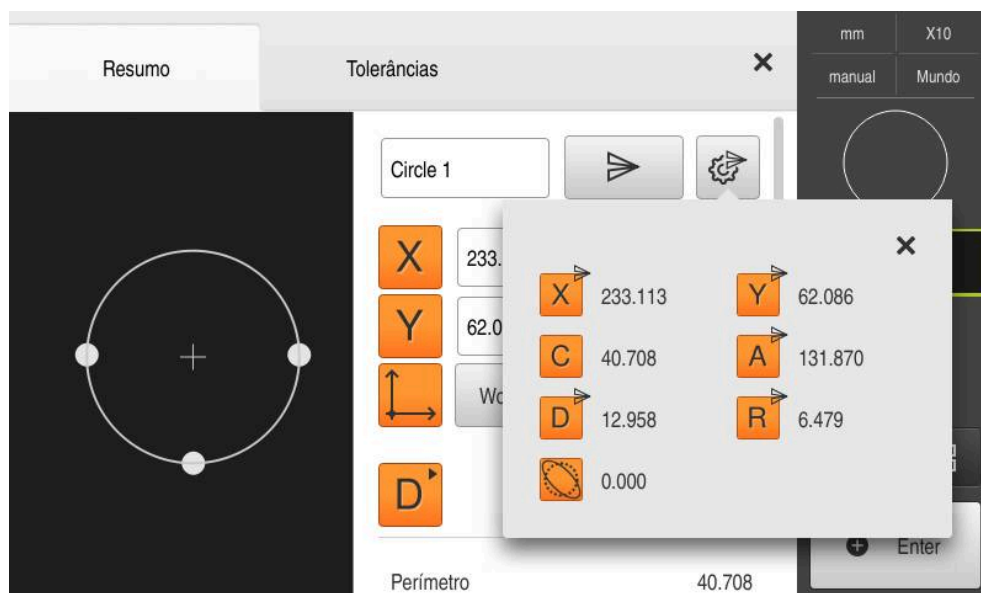 Resumo Tolerâncias
mm X10
manual Mundo
Circle 1
X 233.
Y 62.0
X 233.113 Y 62.086
C 40.708 A 131.870
D 12.958 R 6.479
0.000
D
Enter
Perímetro 40.708